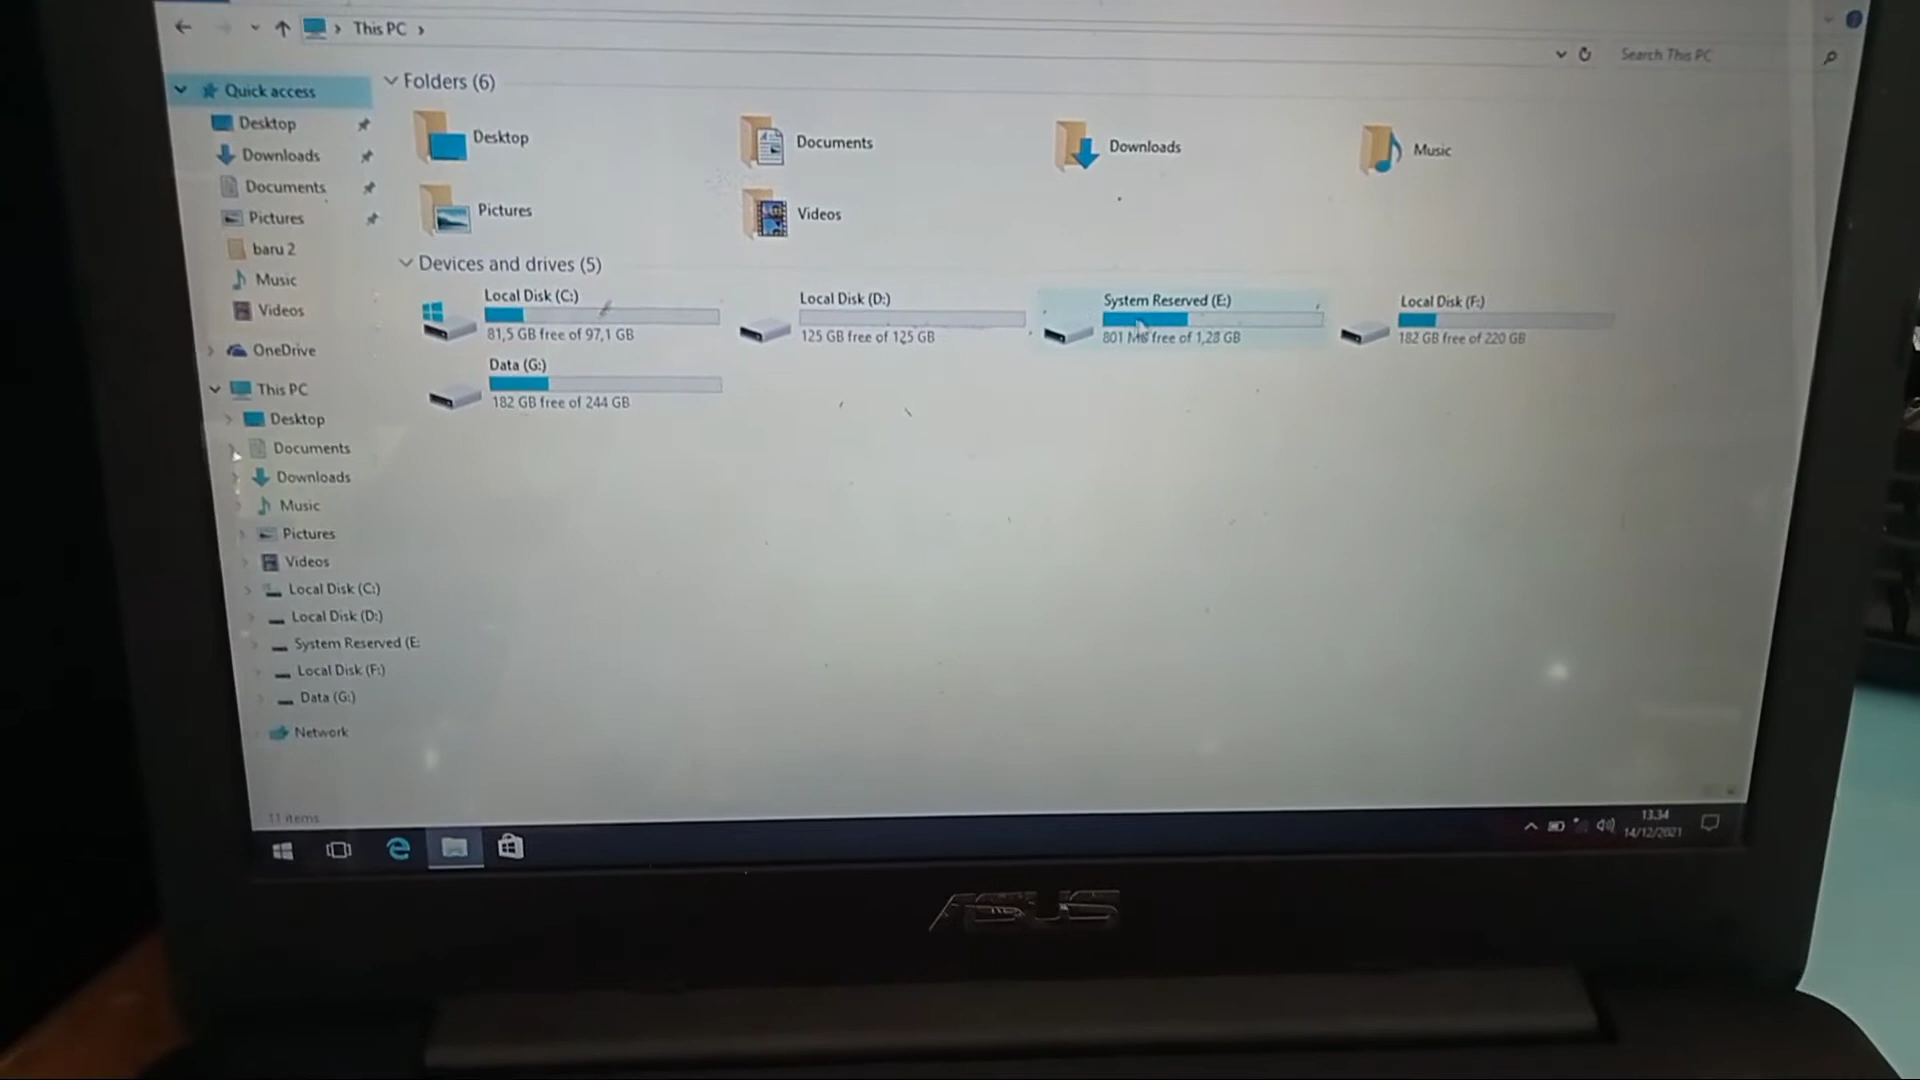 This PC
Search This PC
Quick access
Desktop
Downloads
Documents
Pictures
baru 2
Music
Videos
OneDrive
This PC
Desktop
Documents
Downloads
Music
Pictures
Videos
Local Disk (C:)
Local Disk (D:)
System Reserved (E:
Local Disk (F:)
Data (G:)
Network
Folders (6)
Desktop
Documents
Downloads
Music
Pictures
Videos
Devices and drives (5)
Local Disk (C:)
81,5 GB free of 97,1 GB
Local Disk (D:)
125 GB free of 125 GB
System Reserved (E:)
801 MB free of 1,28 GB
Local Disk (F:)
182 GB free of 220 GB
Data (G:)
182 GB free of 244 GB
11 items
13.34
14/12/2021
ASUS